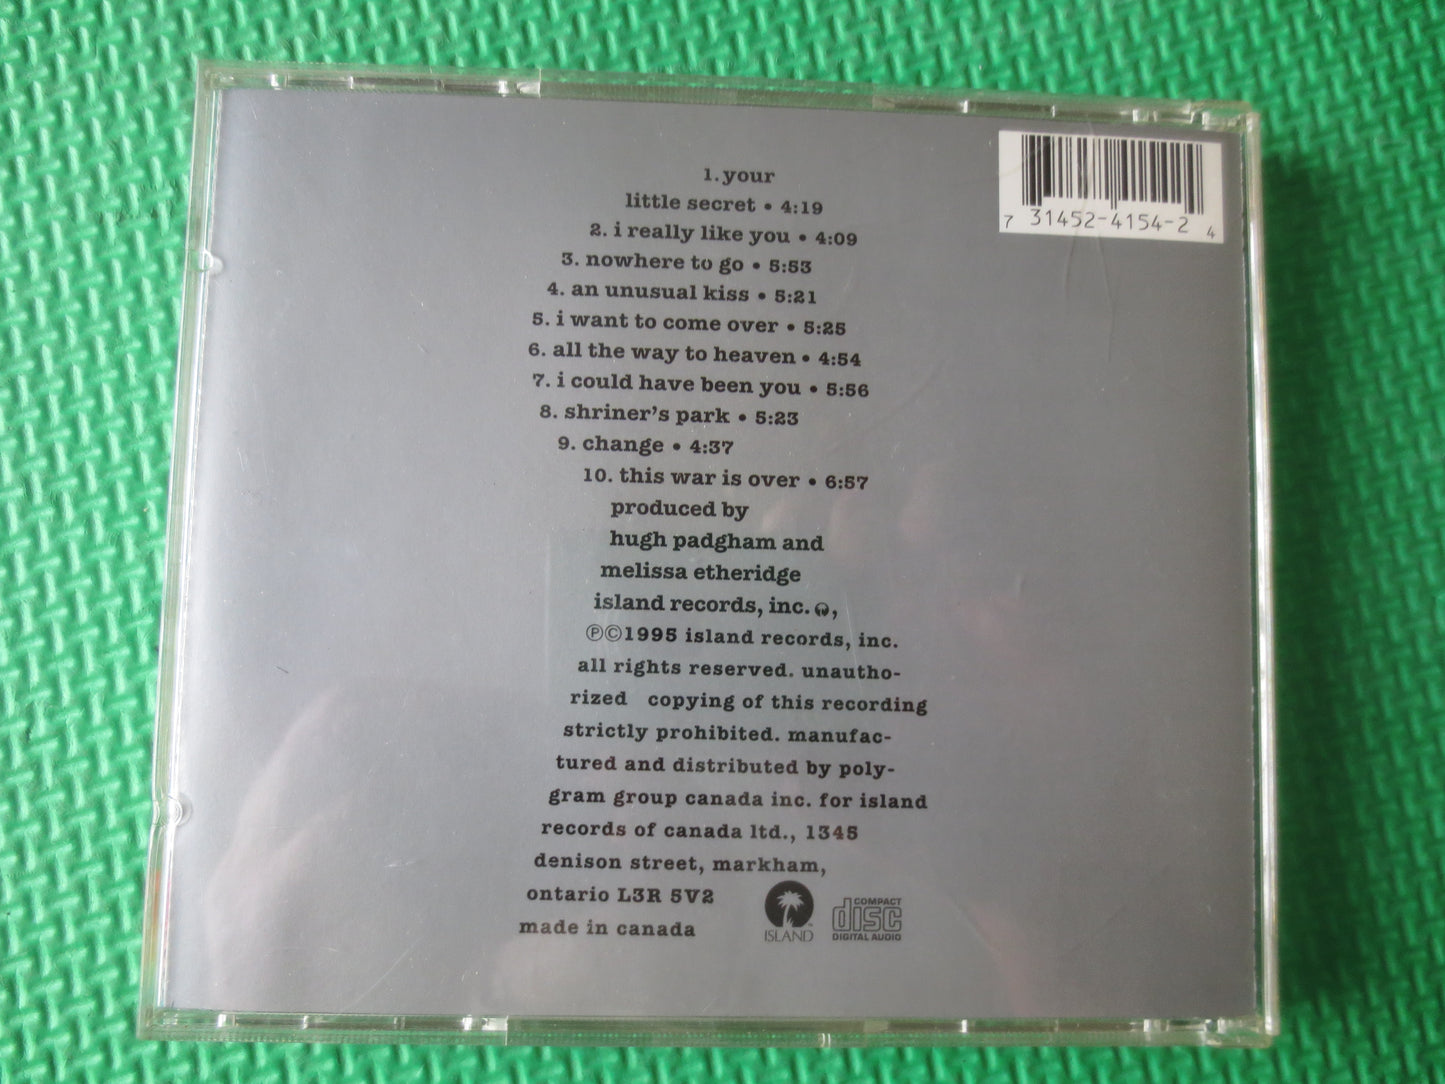 1. your
little secret • 4:19
2. i really like you • 4:09
3. nowhere to go • 5:53
4. an unusual kiss • 5:21
5. i want to come over • 5:25
6. all the way to heaven • 4:54
7. i could have been you • 5:56
8. shriner's park • 5:23
9. change • 4:37
10. this war is over • 6:57
produced by
hugh padgham and
melissa etheridge
island records, inc. ,
℗©1995 island records, inc.
all rights reserved. unautho-
rized copying of this recording
strictly prohibited. manufac-
tured and distributed by poly-
gram group canada inc. for island
records of canada ltd., 1345
denison street, markham,
ontario L3R 5V2
made in canada
ISLAND
COMPACT
disc
DIGITAL AUDIO
7 31452-4154-2 4